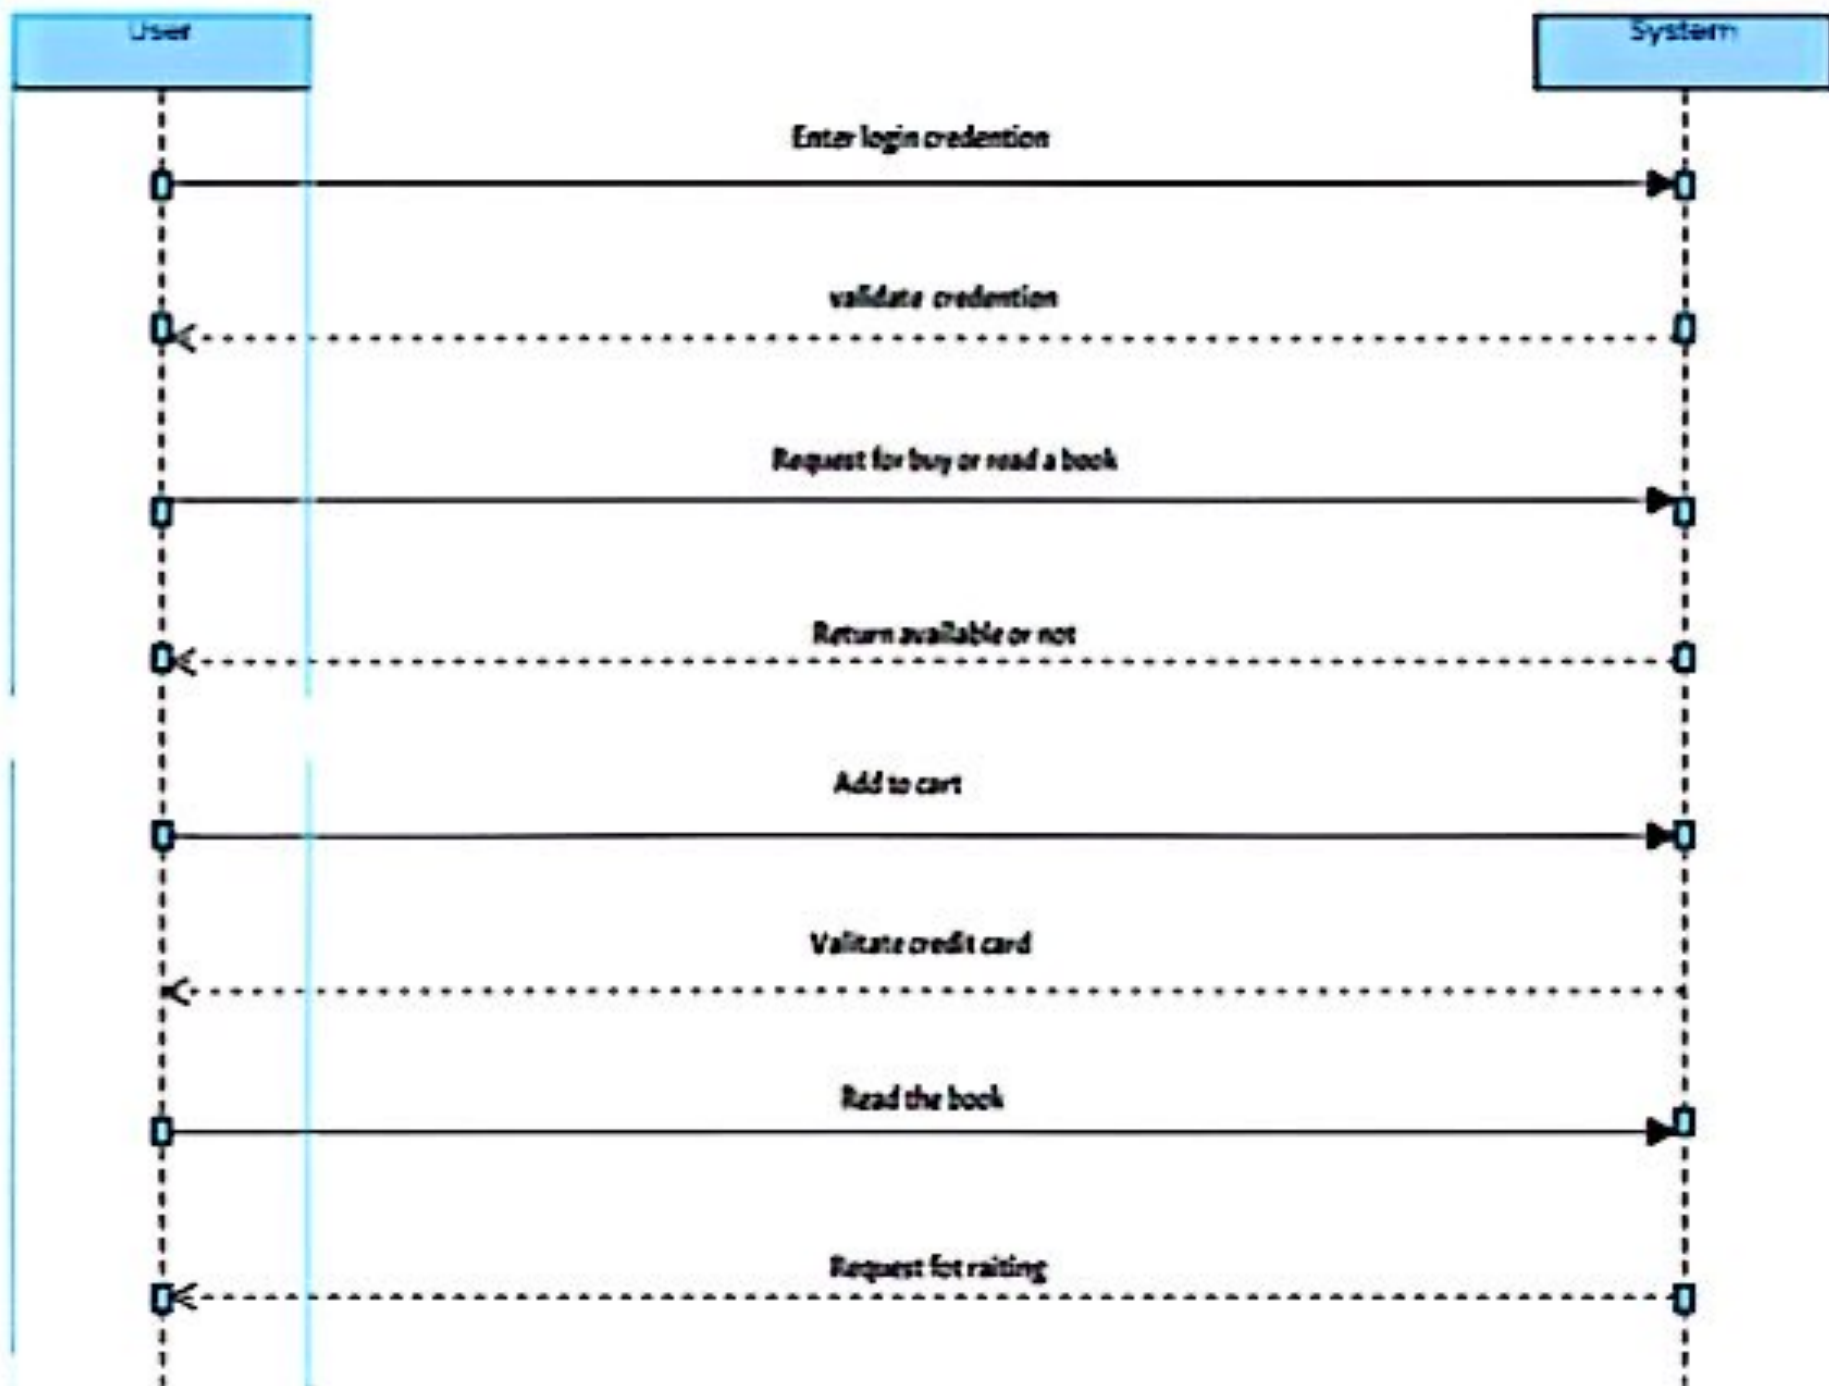 User
System
Enter login credention
validate credention
Request for buy or read a book
Return available or not
Add to cart
Valitate credit card
Read the book
Request fot raiting